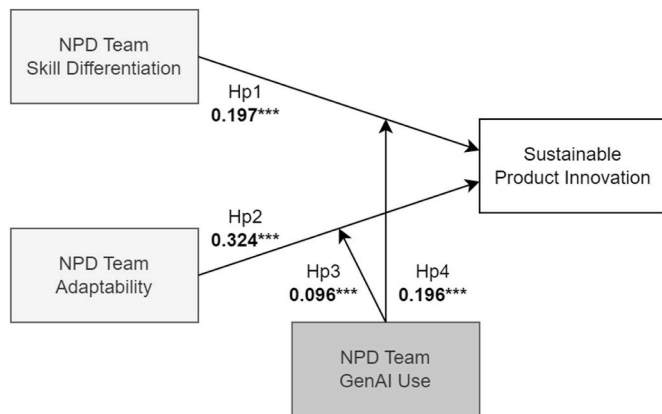 NPD Team
Skill Differentiation
Hp1
0.197***
Sustainable
Product Innovation
Hp2
0.324***
NPD Team
Adaptability
Hp3
0.096***
Hp4
0.196***
NPD Team
GenAI Use